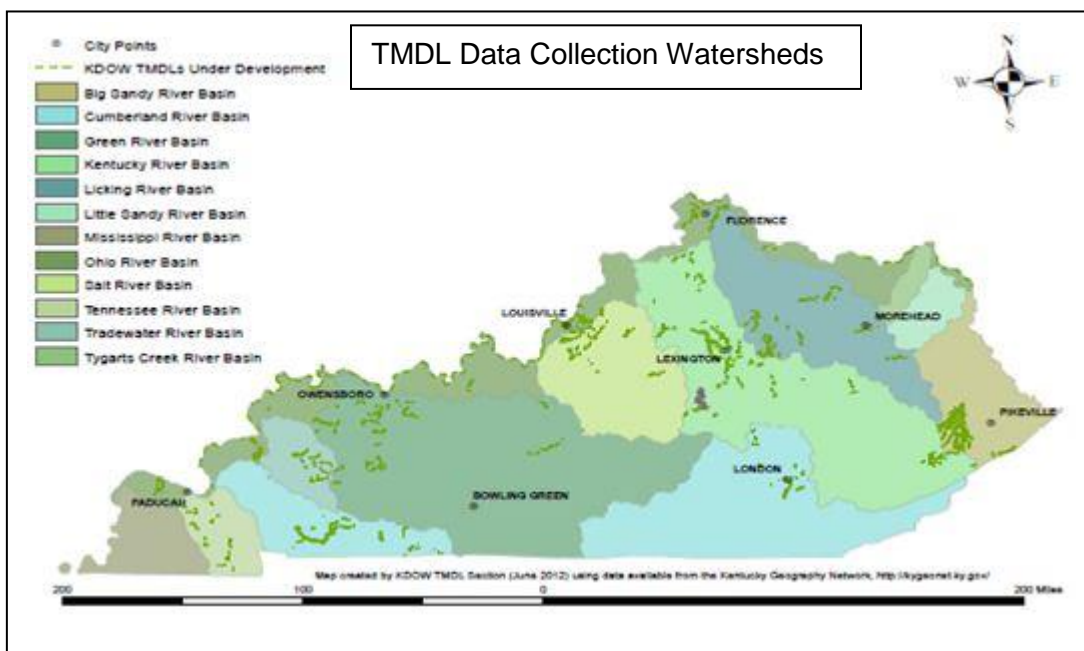 TMDL Data Collection Watersheds
City Points
KDOW TMDLs Under Development
Big Sandy River Basin
Cumberland River Basin
Green River Basin
Kentucky River Basin
Licking River Basin
Little Sandy River Basin
Mississippi River Basin
Ohio River Basin
Salt River Basin
Tennessee River Basin
Tradewater River Basin
Tygarts Creek River Basin
N
W E
S
FLORENCE
LOUISVILLE
MOREHEAD
LEXINGTON
OWENSBORO
PIKEVILLE
LONDON
PADUCAH
BOWLING GREEN
Map created by KDOW TMDL Section (June 2012) using data available from the Kentucky Geography Network, http://kygeonet.ky.gov/
200 100 0 200 Miles